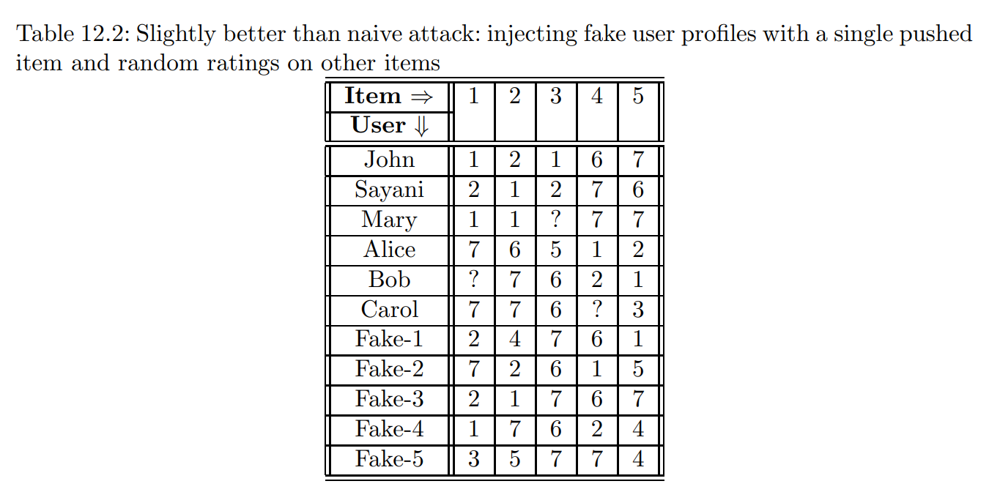 Table 12.2: Slightly better than naive attack: injecting fake user profiles with a single pushed
item and random ratings on other items
Item ⇒ 1 2 3 4 5
User ⇓
John 1 2 1 6 7
Sayani 2 1 2 7 6
Mary 1 1 ? 7 7
Alice 7 6 5 1 2
Bob ? 7 6 2 1
Carol 7 7 6 ? 3
Fake-1 2 4 7 6 1
Fake-2 7 2 6 1 5
Fake-3 2 1 7 6 7
Fake-4 1 7 6 2 4
Fake-5 3 5 7 7 4